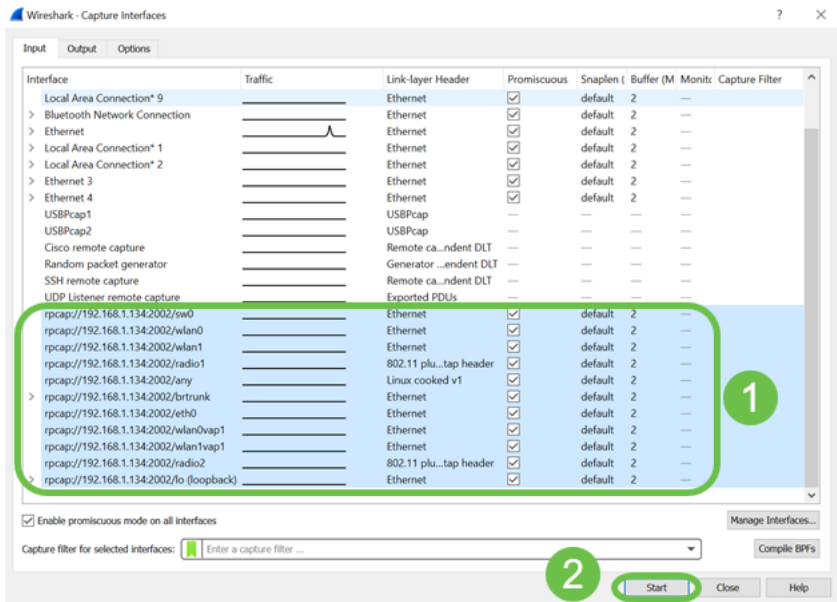 Wireshark · Capture Interfaces ? ×
Input Output Options
Interface Traffic Link-layer Header Promiscuous Snaplen ( Buffer (M Monitc Capture Filter
Local Area Connection* 9 Ethernet default 2 —
Bluetooth Network Connection Ethernet default 2 —
Ethernet Ethernet default 2 —
Local Area Connection* 1 Ethernet default 2 —
Local Area Connection* 2 Ethernet default 2 —
Ethernet 3 Ethernet default 2 —
Ethernet 4 Ethernet default 2 —
USBPcap1 USBPcap — — — —
USBPcap2 USBPcap — — — —
Cisco remote capture Remote ca...ndent DLT — — — —
Random packet generator Generator ...endent DLT — — — —
SSH remote capture Remote ca...ndent DLT — — — —
UDP Listener remote capture Exported PDUs — — — —
rpcap://192.168.1.134:2002/sw0 Ethernet default 2 —
rpcap://192.168.1.134:2002/wlan0 Ethernet default 2 —
rpcap://192.168.1.134:2002/wlan1 Ethernet default 2 —
rpcap://192.168.1.134:2002/radio1 802.11 plu...tap header default 2 —
rpcap://192.168.1.134:2002/any Linux cooked v1 default 2 —
rpcap://192.168.1.134:2002/brtrunk Ethernet default 2 —
rpcap://192.168.1.134:2002/eth0 Ethernet default 2 —
rpcap://192.168.1.134:2002/wlan0vap1 Ethernet default 2 —
rpcap://192.168.1.134:2002/wlan1vap1 Ethernet default 2 —
rpcap://192.168.1.134:2002/radio2 802.11 plu...tap header default 2 —
rpcap://192.168.1.134:2002/lo (loopback) Ethernet default 2 —
1
Enable promiscuous mode on all interfaces Manage Interfaces...
Capture filter for selected interfaces: Enter a capture filter ... Compile BPFs
2
Start Close Help